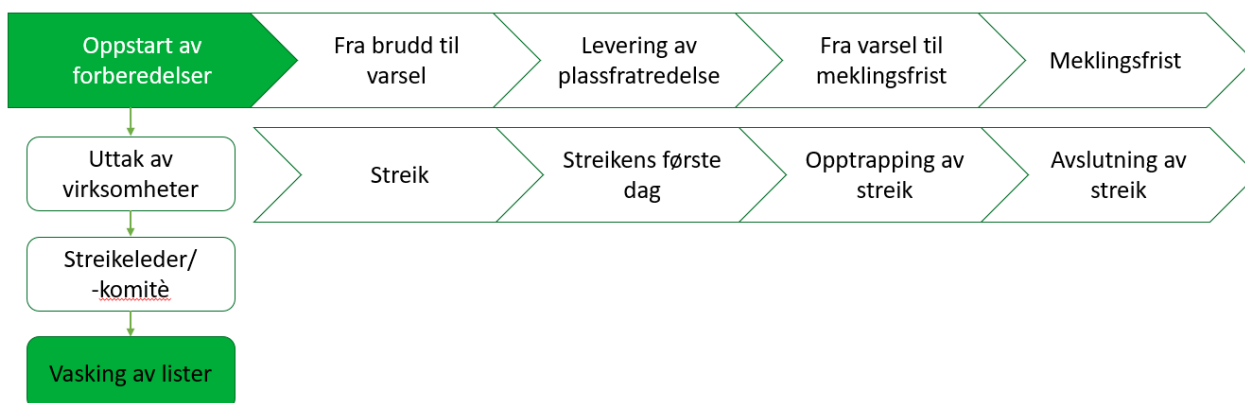 Oppstart av
forberedelser
Fra brudd til
varsel
Levering av
plassfratredelse
Fra varsel til
meklingsfrist
Meklingsfrist
Uttak av
virksomheter
Streik
Streikens første
dag
Opptrapping av
streik
Avslutning av
streik
Streikeleder/
-komitè
Vasking av lister